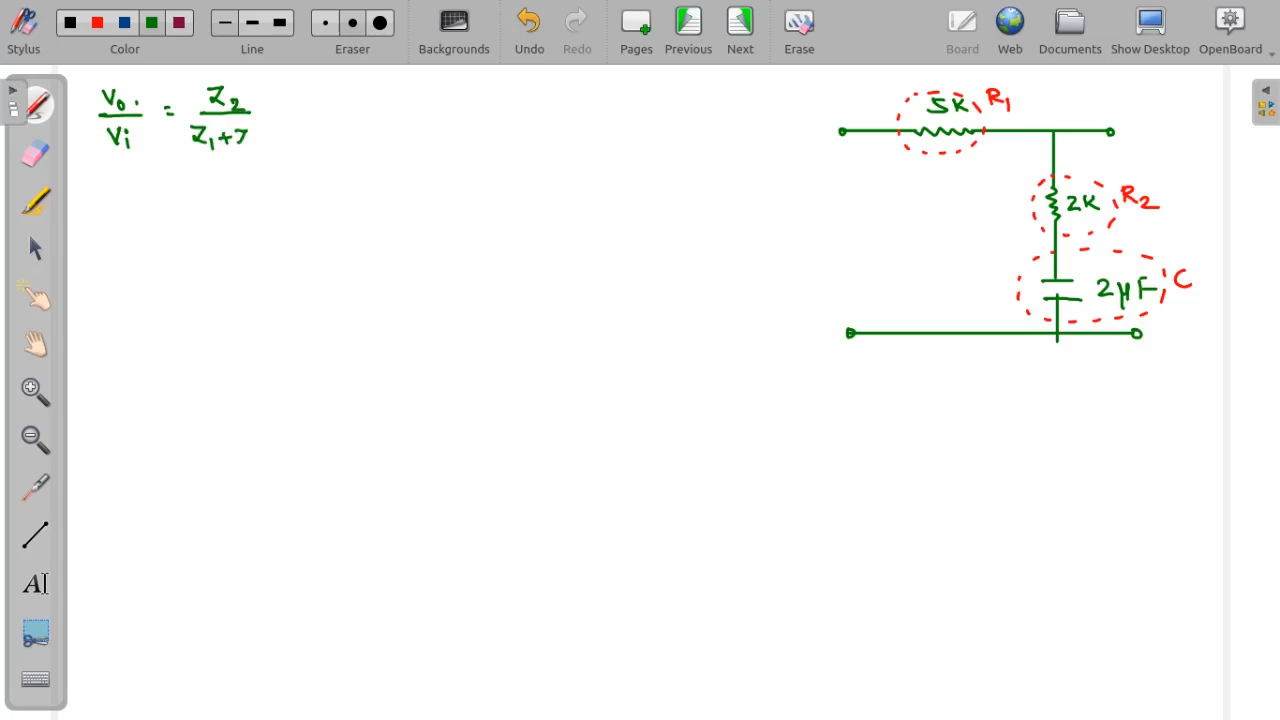 Stylus Color Line Eraser Backgrounds Undo Redo Pages Previous Next Erase Board Web Documents Show Desktop OpenBoard
Vo. / Vi = Z2 / Z1+
5K R1
2K R2
2μF C
A